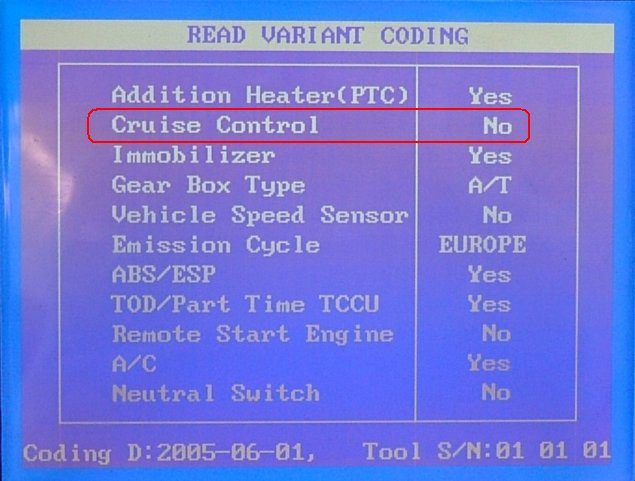 READ VARIANT CODING
Addition Heater(PTC) Yes
Cruise Control No
Immobilizer Yes
Gear Box Type A/T
Vehicle Speed Sensor No
Emission Cycle EUROPE
ABS/ESP Yes
TOD/Part Time TCCU Yes
Remote Start Engine No
A/C Yes
Neutral Switch No
Coding D:2005-06-01, Tool S/N:01 01 01